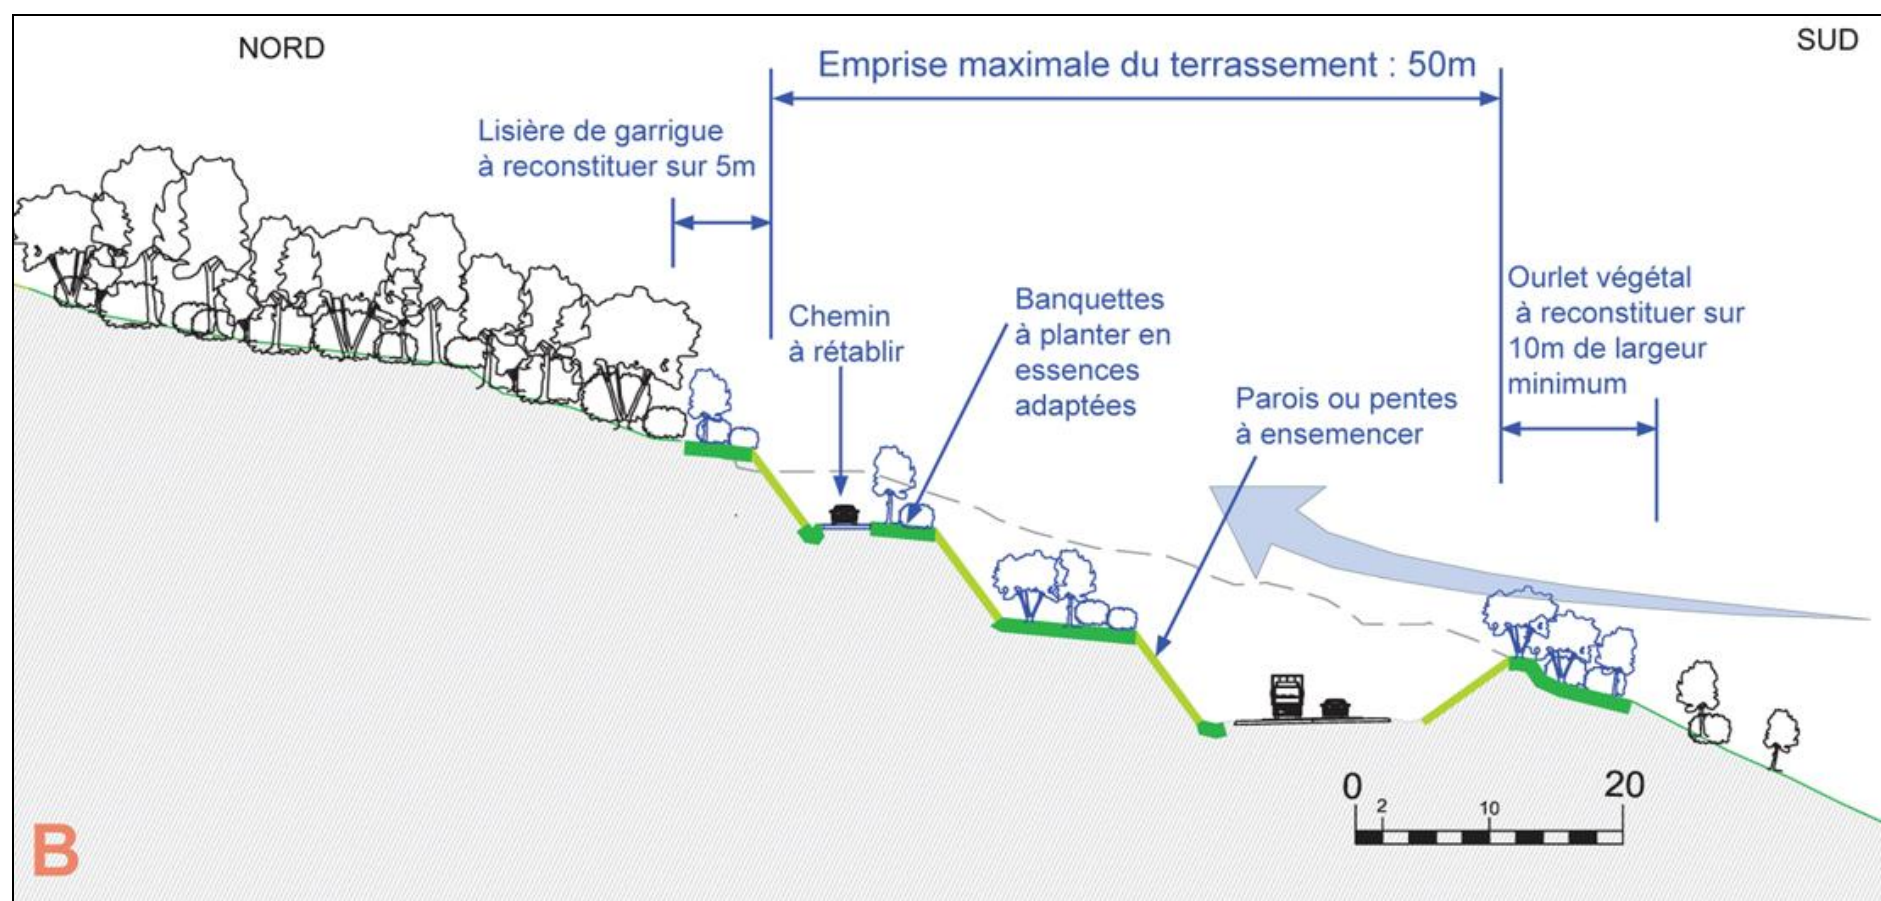 NORD
SUD
Emprise maximale du terrassement : 50m
Lisière de garrigue
à reconstituer sur 5m
Chemin
à rétablir
Banquettes
à planter en
essences
adaptées
Parois ou pentes
à ensemencer
Ourlet végétal
à reconstituer sur
10m de largeur
minimum
0
2
10
20
B